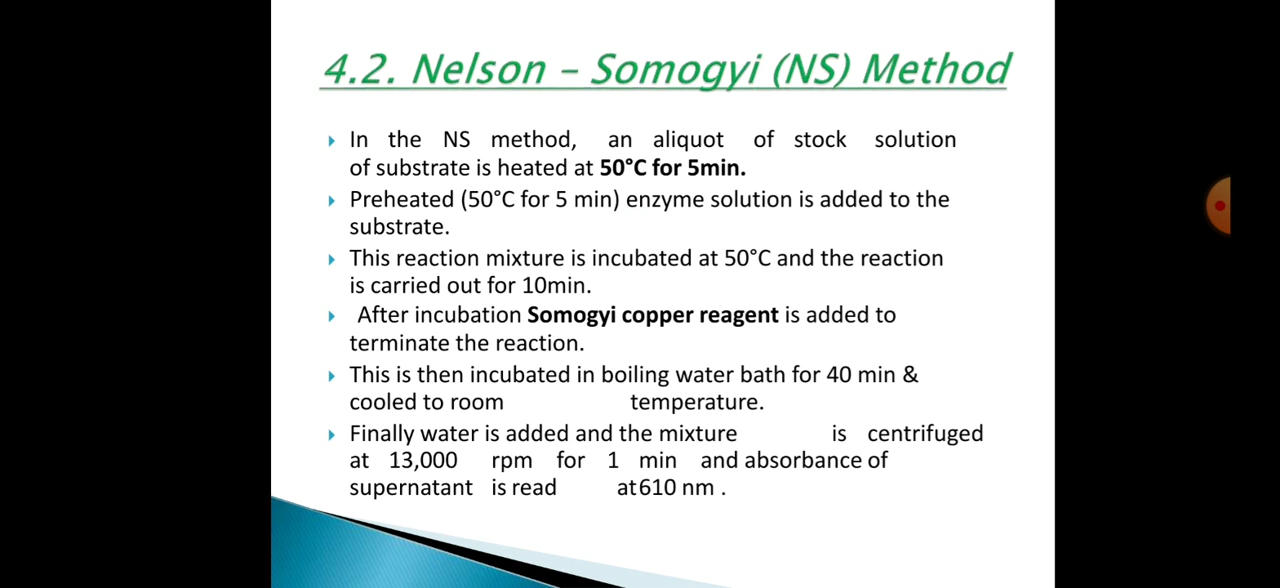 4.2. Nelson – Somogyi (NS) Method
In the NS method, an aliquot of stock solution
of substrate is heated at 50°C for 5min.
Preheated (50°C for 5 min) enzyme solution is added to the
substrate.
This reaction mixture is incubated at 50°C and the reaction
is carried out for 10min.
After incubation Somogyi copper reagent is added to
terminate the reaction.
This is then incubated in boiling water bath for 40 min &
cooled to room temperature.
Finally water is added and the mixture is centrifuged
at 13,000 rpm for 1 min and absorbance of
supernatant is read at610 nm .